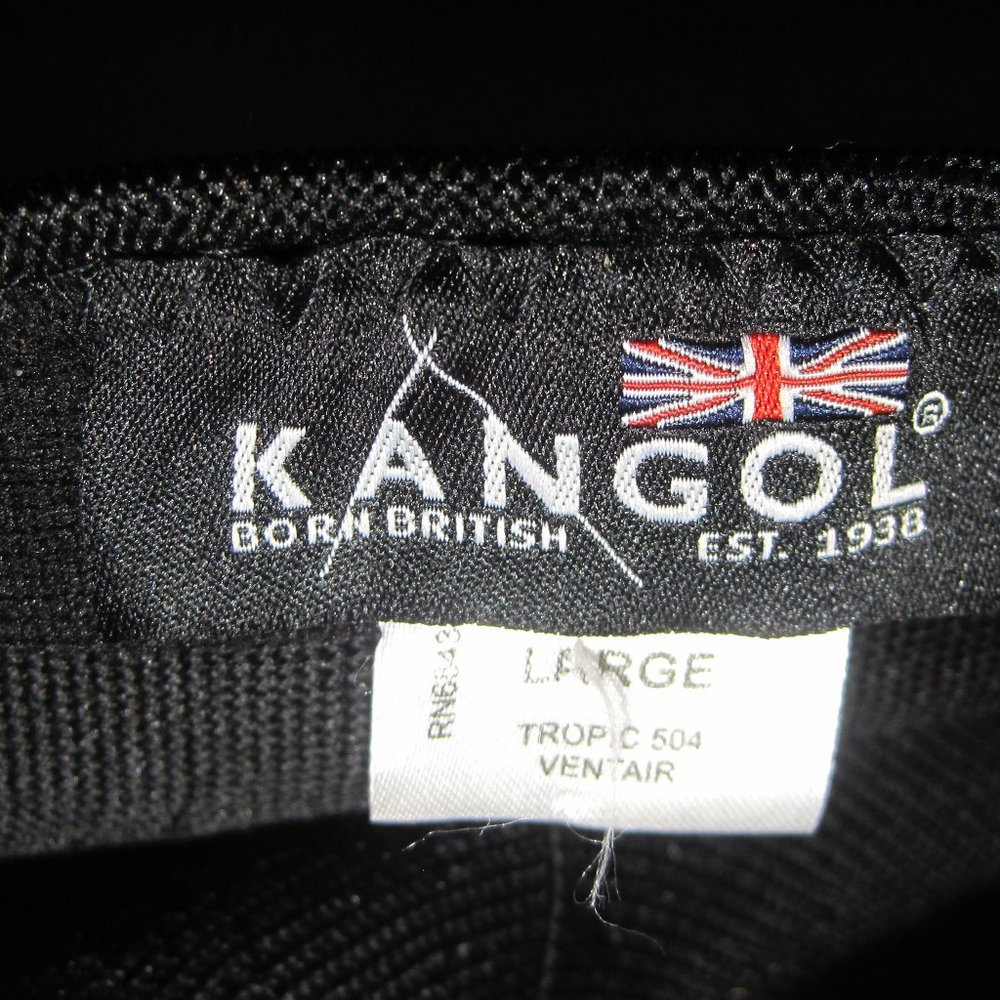 KANGOL®
BORN BRITISH EST. 1938
LARGE
TROPIC 504
VENTAIR